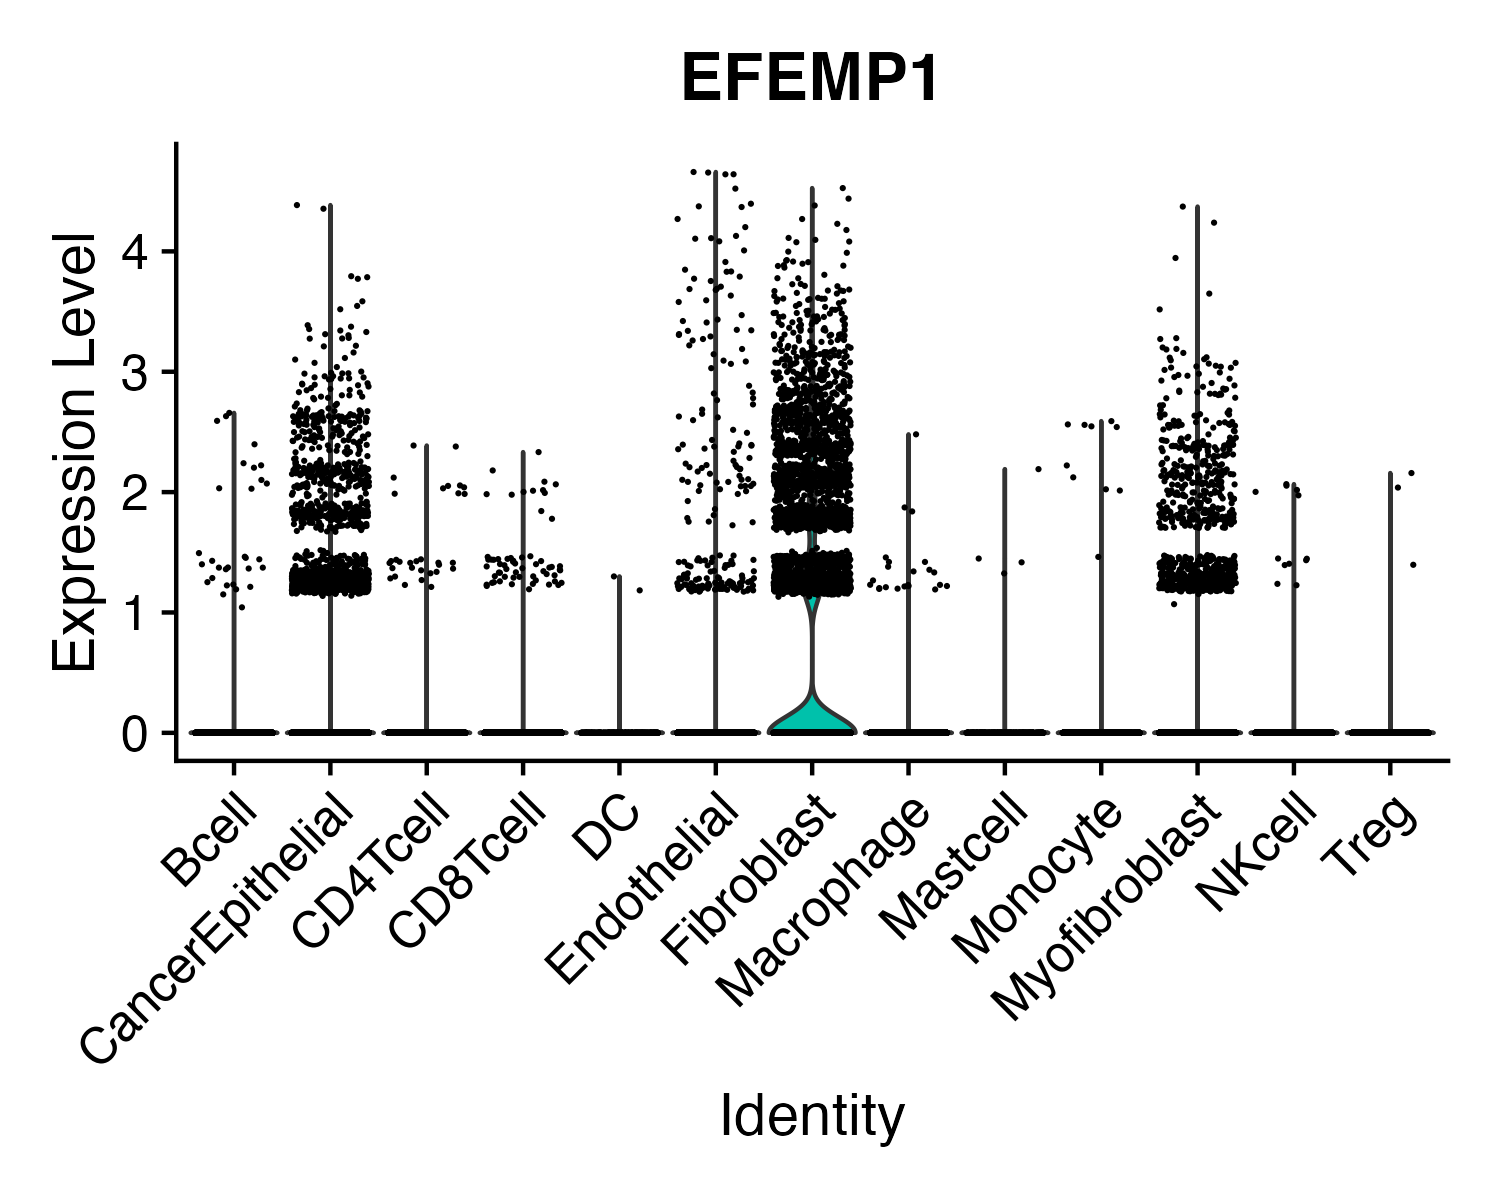 EFEMP1
Expression Level
4
3
2
1
0
Bcell
CancerEpithelial
CD4Tcell
CD8Tcell
DC
Endothelial
Fibroblast
Macrophage
Mastcell
Monocyte
Myofibroblast
NKcell
Treg
Identity